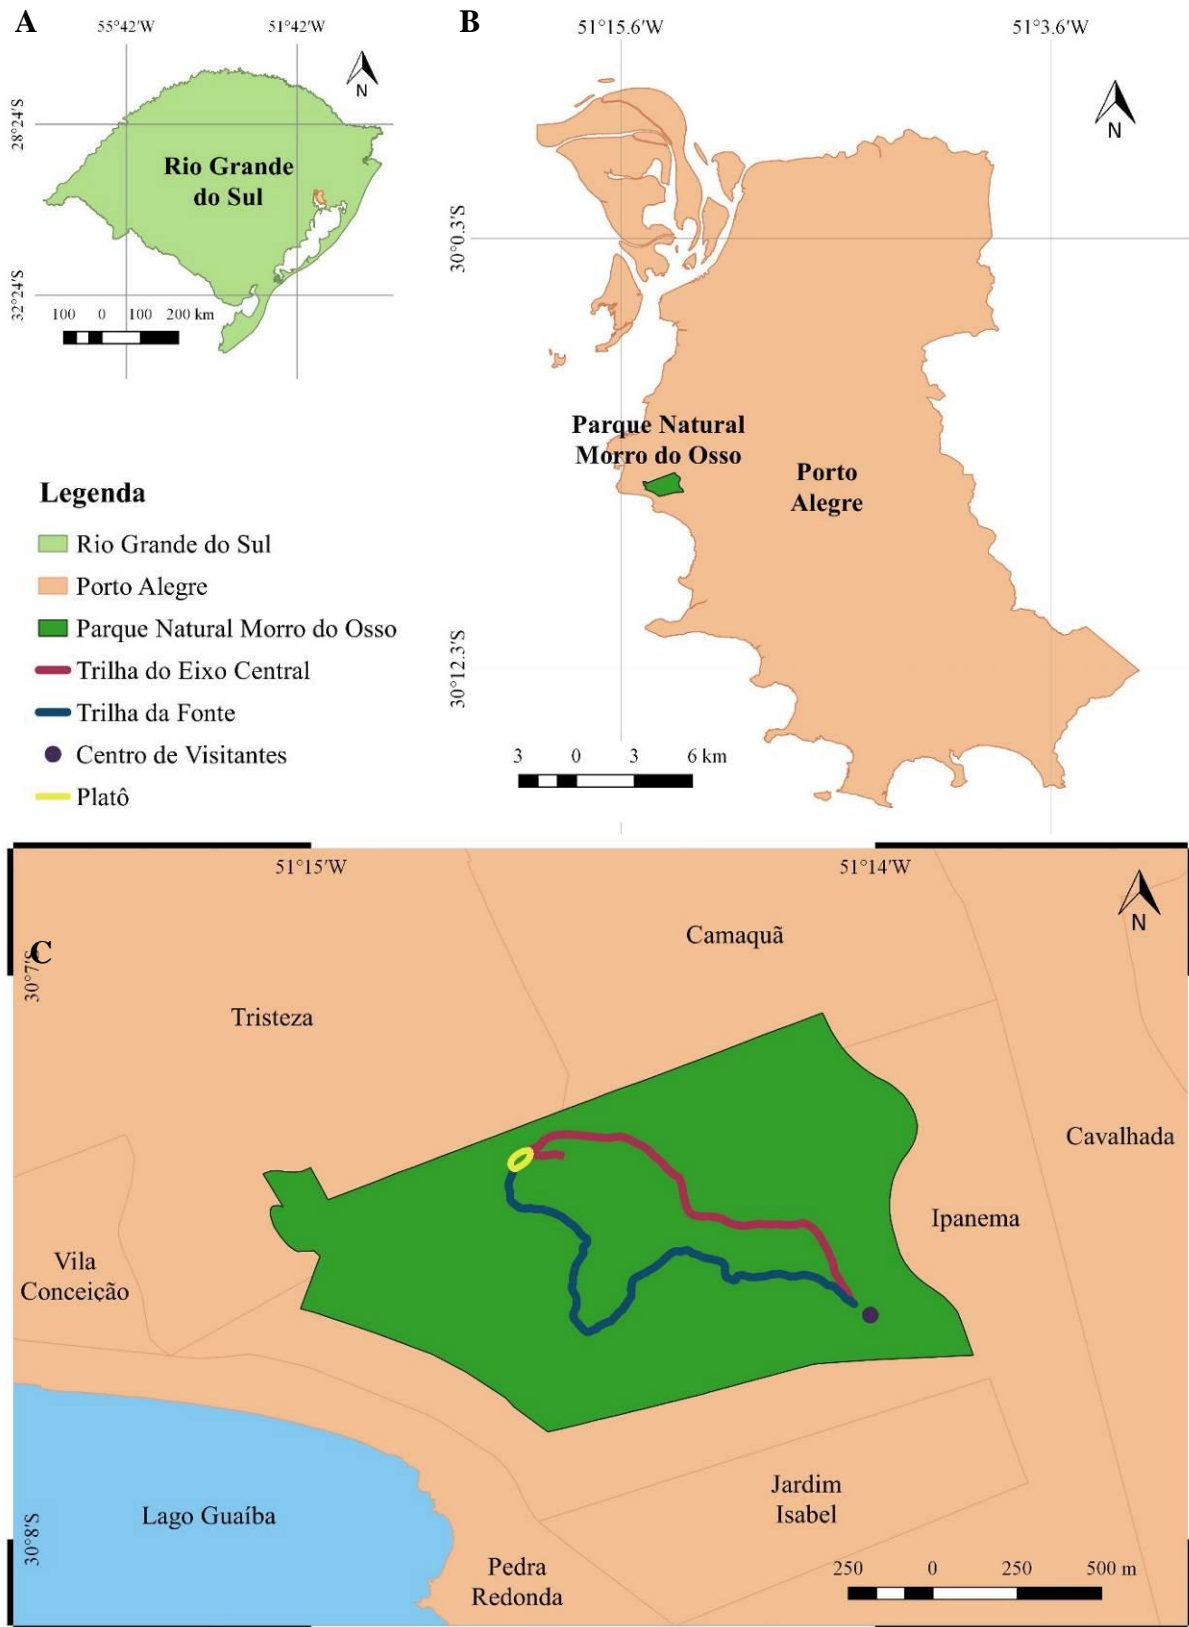 A
55°42'W
51°42'W
N
28°24'S
Rio Grande
do Sul
32°24'S
100 0 100 200 km
B
51°15.6'W
51°3.6'W
N
30°0.3'S
Parque Natural
Morro do Osso
Porto
Alegre
30°12.3'S
3 0 3 6 km
Legenda
Rio Grande do Sul
Porto Alegre
Parque Natural Morro do Osso
Trilha do Eixo Central
Trilha da Fonte
Centro de Visitantes
Platô
C
51°15'W
51°14'W
N
30°7'S
Camaquã
Tristeza
Cavalhada
Ipanema
Vila
Conceição
Lago Guaíba
Jardim
Isabel
30°8'S
Pedra
Redonda
250 0 250 500 m